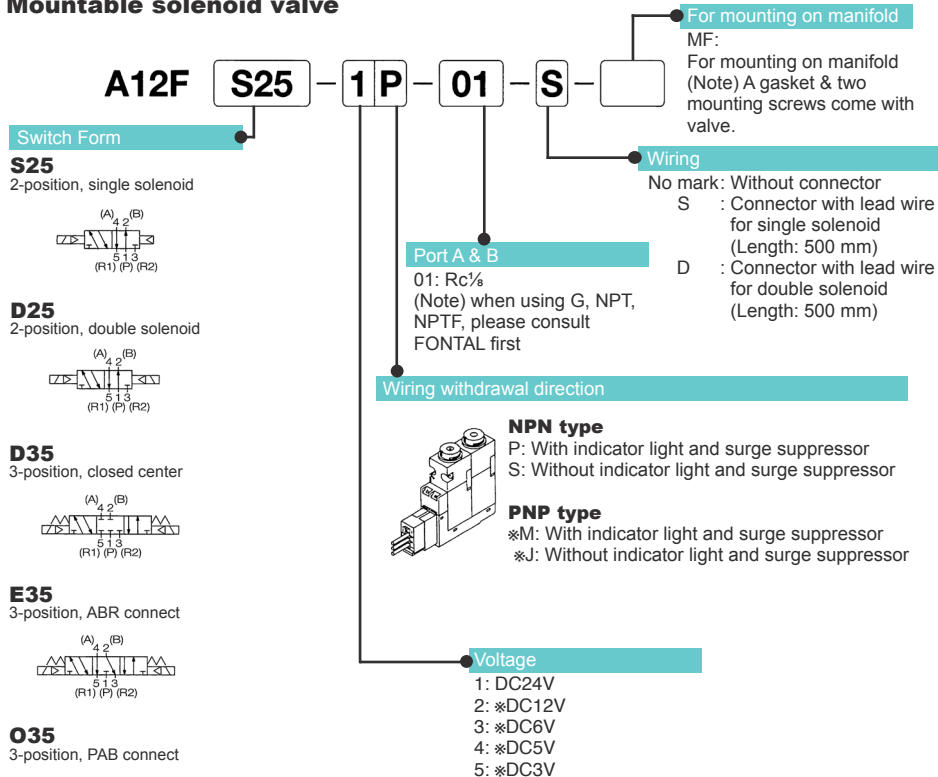 Mountable solenoid valve
For mounting on manifold
MF:
For mounting on manifold
(Note) A gasket & two
mounting screws come with
valve.
A12F S25 – 1 P – 01 – S –
Switch Form
S25
2-position, single solenoid
(A) 4 2 (B)
5 1 3
(R1) (P) (R2)
D25
2-position, double solenoid
(A) 4 2 (B)
5 1 3
(R1) (P) (R2)
D35
3-position, closed center
(A) 4 2 (B)
5 1 3
(R1) (P) (R2)
E35
3-position, ABR connect
(A) 4 2 (B)
5 1 3
(R1) (P) (R2)
O35
3-position, PAB connect
Wiring
No mark: Without connector
S : Connector with lead wire
for single solenoid
(Length: 500 mm)
D : Connector with lead wire
for double solenoid
(Length: 500 mm)
Port A & B
01: Rc⅛
(Note) when using G, NPT,
NPTF, please consult
FONTAL first
Wiring withdrawal direction
NPN type
P: With indicator light and surge suppressor
S: Without indicator light and surge suppressor
PNP type
※M: With indicator light and surge suppressor
※J: Without indicator light and surge suppressor
Voltage
1: DC24V
2: ※DC12V
3: ※DC6V
4: ※DC5V
5: ※DC3V